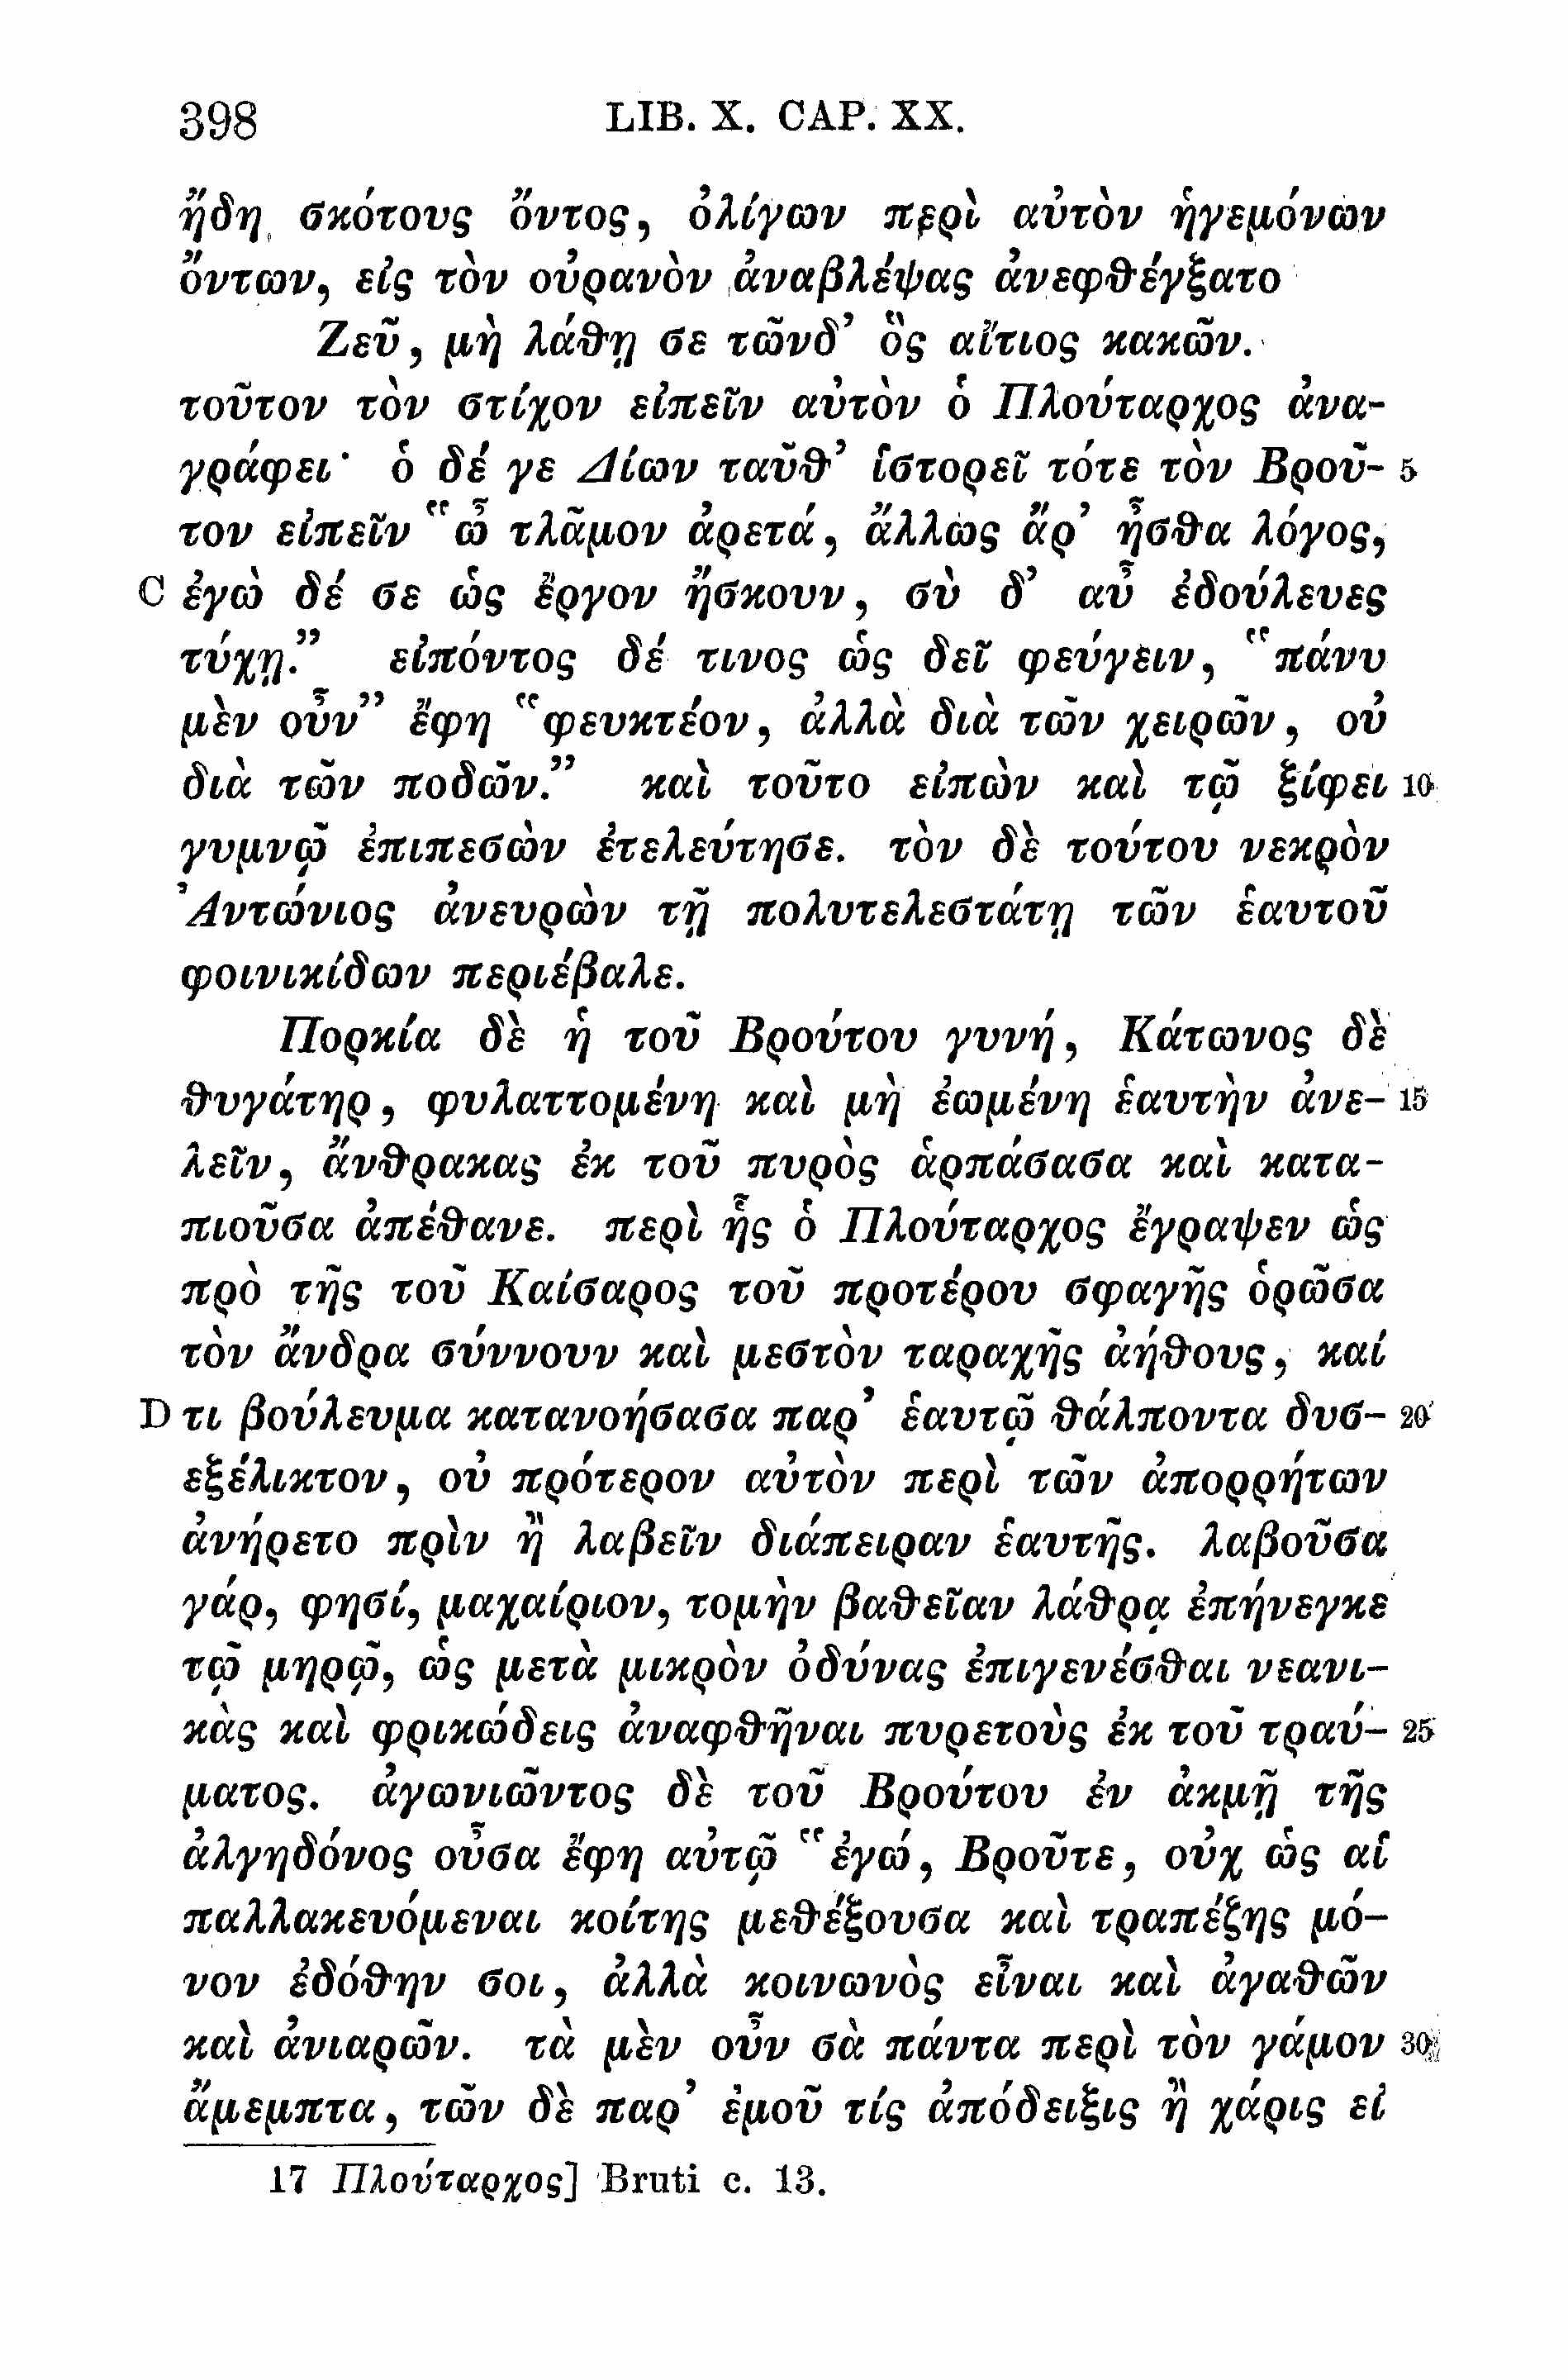 398 LIB. X. CAP. XX.
ἤδη σκότους ὄντος, ὀλίγων περὶ αὐτὸν ἡγεμόνων
ὄντων, εἰς τὸν οὐρανὸν ἀναβλέψας ἀνεφθέγξατο
Ζεῦ, μὴ λάθῃ σε τῶνδ’ ὃς αἴτιος κακῶν.
τοῦτον τὸν στίχον εἰπεῖν αὐτὸν ὁ Πλούταρχος ἀνα-
γράφει· ὁ δέ γε Δίων ταῦθ’ ἱστορεῖ τότε τὸν Βροῦ- 5
τον εἰπεῖν “ὦ τλᾶμον ἀρετά, ἄλλως ἄρ’ ἦσθα λόγος,
C ἐγὼ δέ σε ὡς ἔργον ἤσκουν, σὺ δ’ αὖ ἐδούλευες
τύχῃ.” εἰπόντος δέ τινος ὡς δεῖ φεύγειν, “πάνυ
μὲν οὖν” ἔφη “φευκτέον, ἀλλὰ διὰ τῶν χειρῶν, οὐ
διὰ τῶν ποδῶν.” καὶ τοῦτο εἰπὼν καὶ τῷ ξίφει 10
γυμνῷ ἐπιπεσὼν ἐτελεύτησε. τὸν δὲ τούτου νεκρὸν
Ἀντώνιος ἀνευρὼν τῇ πολυτελεστάτῃ τῶν ἑαυτοῦ
φοινικίδων περιέβαλε.
Πορκία δὲ ἡ τοῦ Βρούτου γυνή, Κάτωνος δὲ
θυγάτηρ, φυλαττομένη καὶ μὴ ἐωμένη ἑαυτὴν ἀνε- 15
λεῖν, ἄνθρακας ἐκ τοῦ πυρὸς ἁρπάσασα καὶ κατα-
πιοῦσα ἀπέθανε. περὶ ἧς ὁ Πλούταρχος ἔγραψεν ὡς
πρὸ τῆς τοῦ Καίσαρος τοῦ προτέρου σφαγῆς ὁρῶσα
τὸν ἄνδρα σύννουν καὶ μεστὸν ταραχῆς ἀήθους, καί
D τι βούλευμα κατανοήσασα παρ’ ἑαυτῷ θάλποντα δυσ- 20
εξέλικτον, οὐ πρότερον αὐτὸν περὶ τῶν ἀπορρήτων
ἀνήρετο πρὶν ἢ λαβεῖν διάπειραν ἑαυτῆς. λαβοῦσα
γάρ, φησί, μαχαίριον, τομὴν βαθεῖαν λάθρᾳ ἐπήνεγκε
τῷ μηρῷ, ὡς μετὰ μικρὸν ὀδύνας ἐπιγενέσθαι νεανι-
κὰς καὶ φρικώδεις ἀναφθῆναι πυρετοὺς ἐκ τοῦ τραύ- 25
ματος. ἀγωνιῶντος δὲ τοῦ Βρούτου ἐν ἀκμῇ τῆς
ἀλγηδόνος οὖσα ἔφη αὐτῷ “ἐγώ, Βροῦτε, οὐχ ὡς αἱ
παλλακευόμεναι κοίτης μεθέξουσα καὶ τραπέζης μό-
νον ἐδόθην σοι, ἀλλὰ κοινωνὸς εἶναι καὶ ἀγαθῶν
καὶ ἀνιαρῶν. τὰ μὲν οὖν σὰ πάντα περὶ τὸν γάμον 30
ἄμεμπτα, τῶν δὲ παρ’ ἐμοῦ τίς ἀπόδειξις ἢ χάρις εἰ
17 Πλούταρχος] Bruti c. 13.